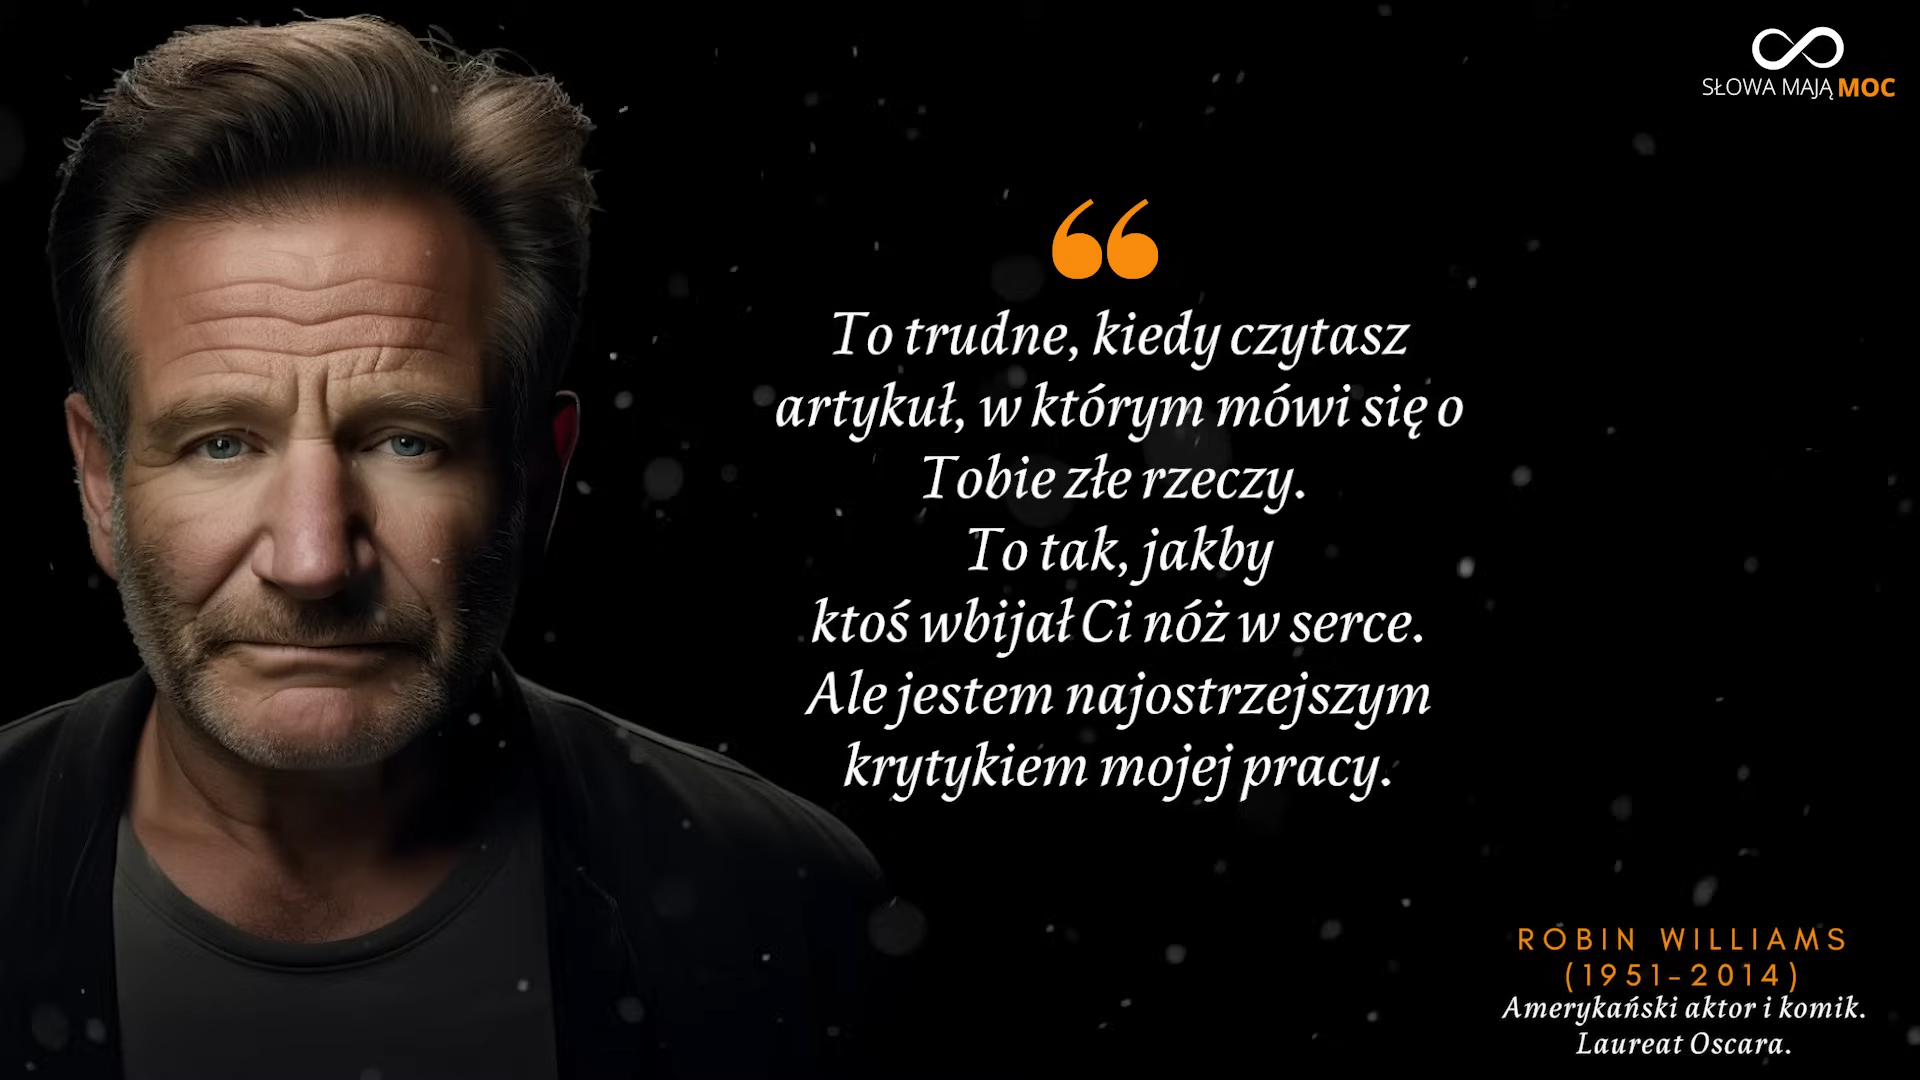 SŁOWA MAJĄ MOC
To trudne, kiedy czytasz
artykuł, w którym mówi się o
Tobie złe rzeczy.
To tak, jakby
ktoś wbijał Ci nóż w serce.
Ale jestem najostrzejszym
krytykiem mojej pracy.
ROBIN WILLIAMS
(1951-2014)
Amerykański aktor i komik.
Laureat Oscara.